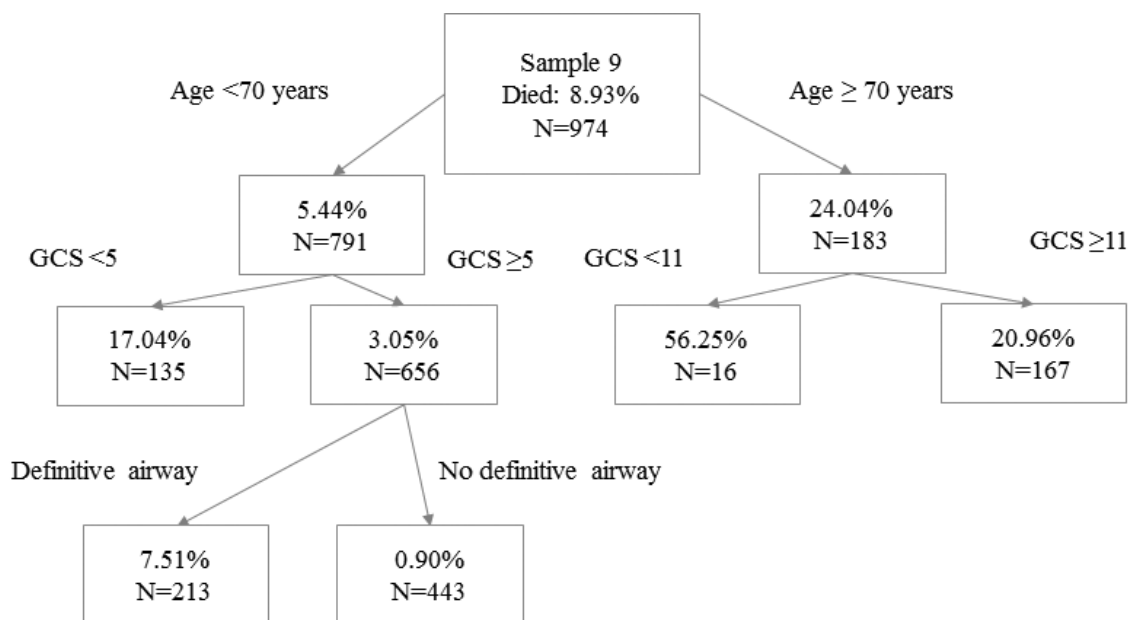 Sample 9
Died: 8.93%
N=974
Age <70 years
Age ≥ 70 years
5.44%
N=791
24.04%
N=183
GCS <5
GCS ≥5
GCS <11
GCS ≥11
17.04%
N=135
3.05%
N=656
56.25%
N=16
20.96%
N=167
Definitive airway
No definitive airway
7.51%
N=213
0.90%
N=443